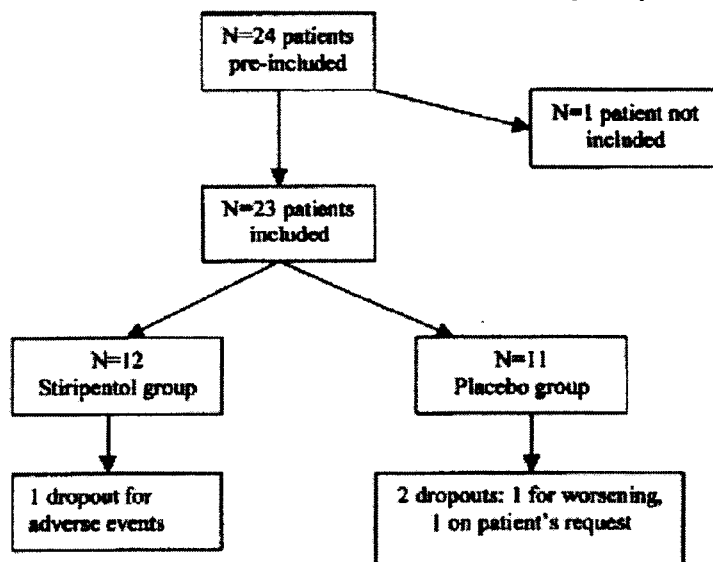 N=24 patients
pre-included
N=1 patient not
included
N=23 patients
included
N=12
Stiripentol group
N=11
Placebo group
1 dropout for
adverse events
2 dropouts: 1 for worsening,
1 on patient's request